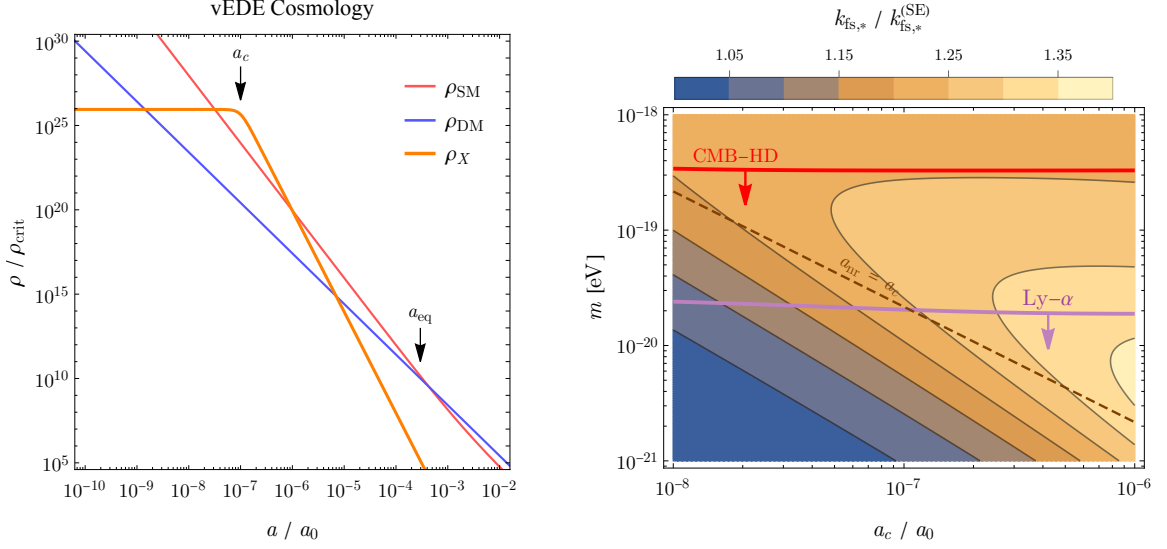 vEDE Cosmology
10^30
10^25
10^20
10^15
10^10
10^5
ρ / ρ_crit
a_c
a_eq
ρ_SM
ρ_DM
ρ_X
10^−10
10^−9
10^−8
10^−7
10^−6
10^−5
10^−4
10^−3
10^−2
a / a_0
k_fs,* / k_fs,*^(SE)
1.05
1.15
1.25
1.35
10^−18
10^−19
10^−20
10^−21
m [eV]
CMB–HD
a_nr = a_c
Ly–α
10^−8
10^−7
10^−6
a_c / a_0